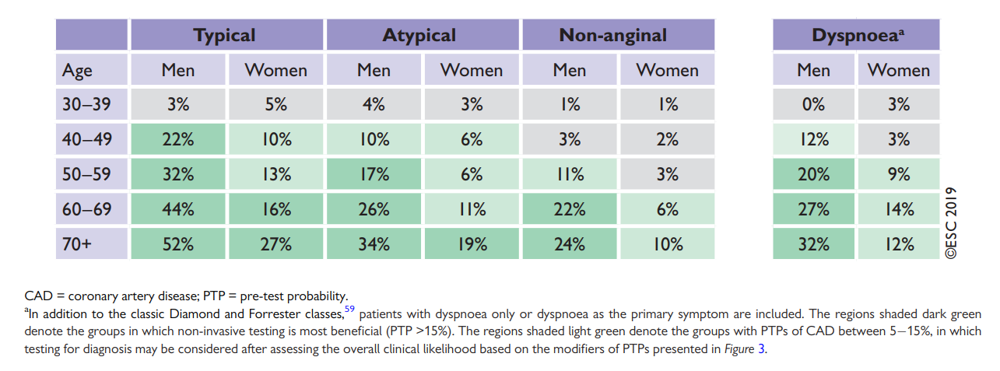 Typical Atypical Non-anginal Dyspnoeaᵃ
Age Men Women Men Women Men Women Men Women
30–39 3% 5% 4% 3% 1% 1% 0% 3%
40–49 22% 10% 10% 6% 3% 2% 12% 3%
50–59 32% 13% 17% 6% 11% 3% 20% 9%
60–69 44% 16% 26% 11% 22% 6% 27% 14%
70+ 52% 27% 34% 19% 24% 10% 32% 12%
©ESC 2019
CAD = coronary artery disease; PTP = pre-test probability.
ᵃIn addition to the classic Diamond and Forrester classes,⁵⁹ patients with dyspnoea only or dyspnoea as the primary symptom are included. The regions shaded dark green
denote the groups in which non-invasive testing is most beneficial (PTP >15%). The regions shaded light green denote the groups with PTPs of CAD between 5–15%, in which
testing for diagnosis may be considered after assessing the overall clinical likelihood based on the modifiers of PTPs presented in Figure 3.